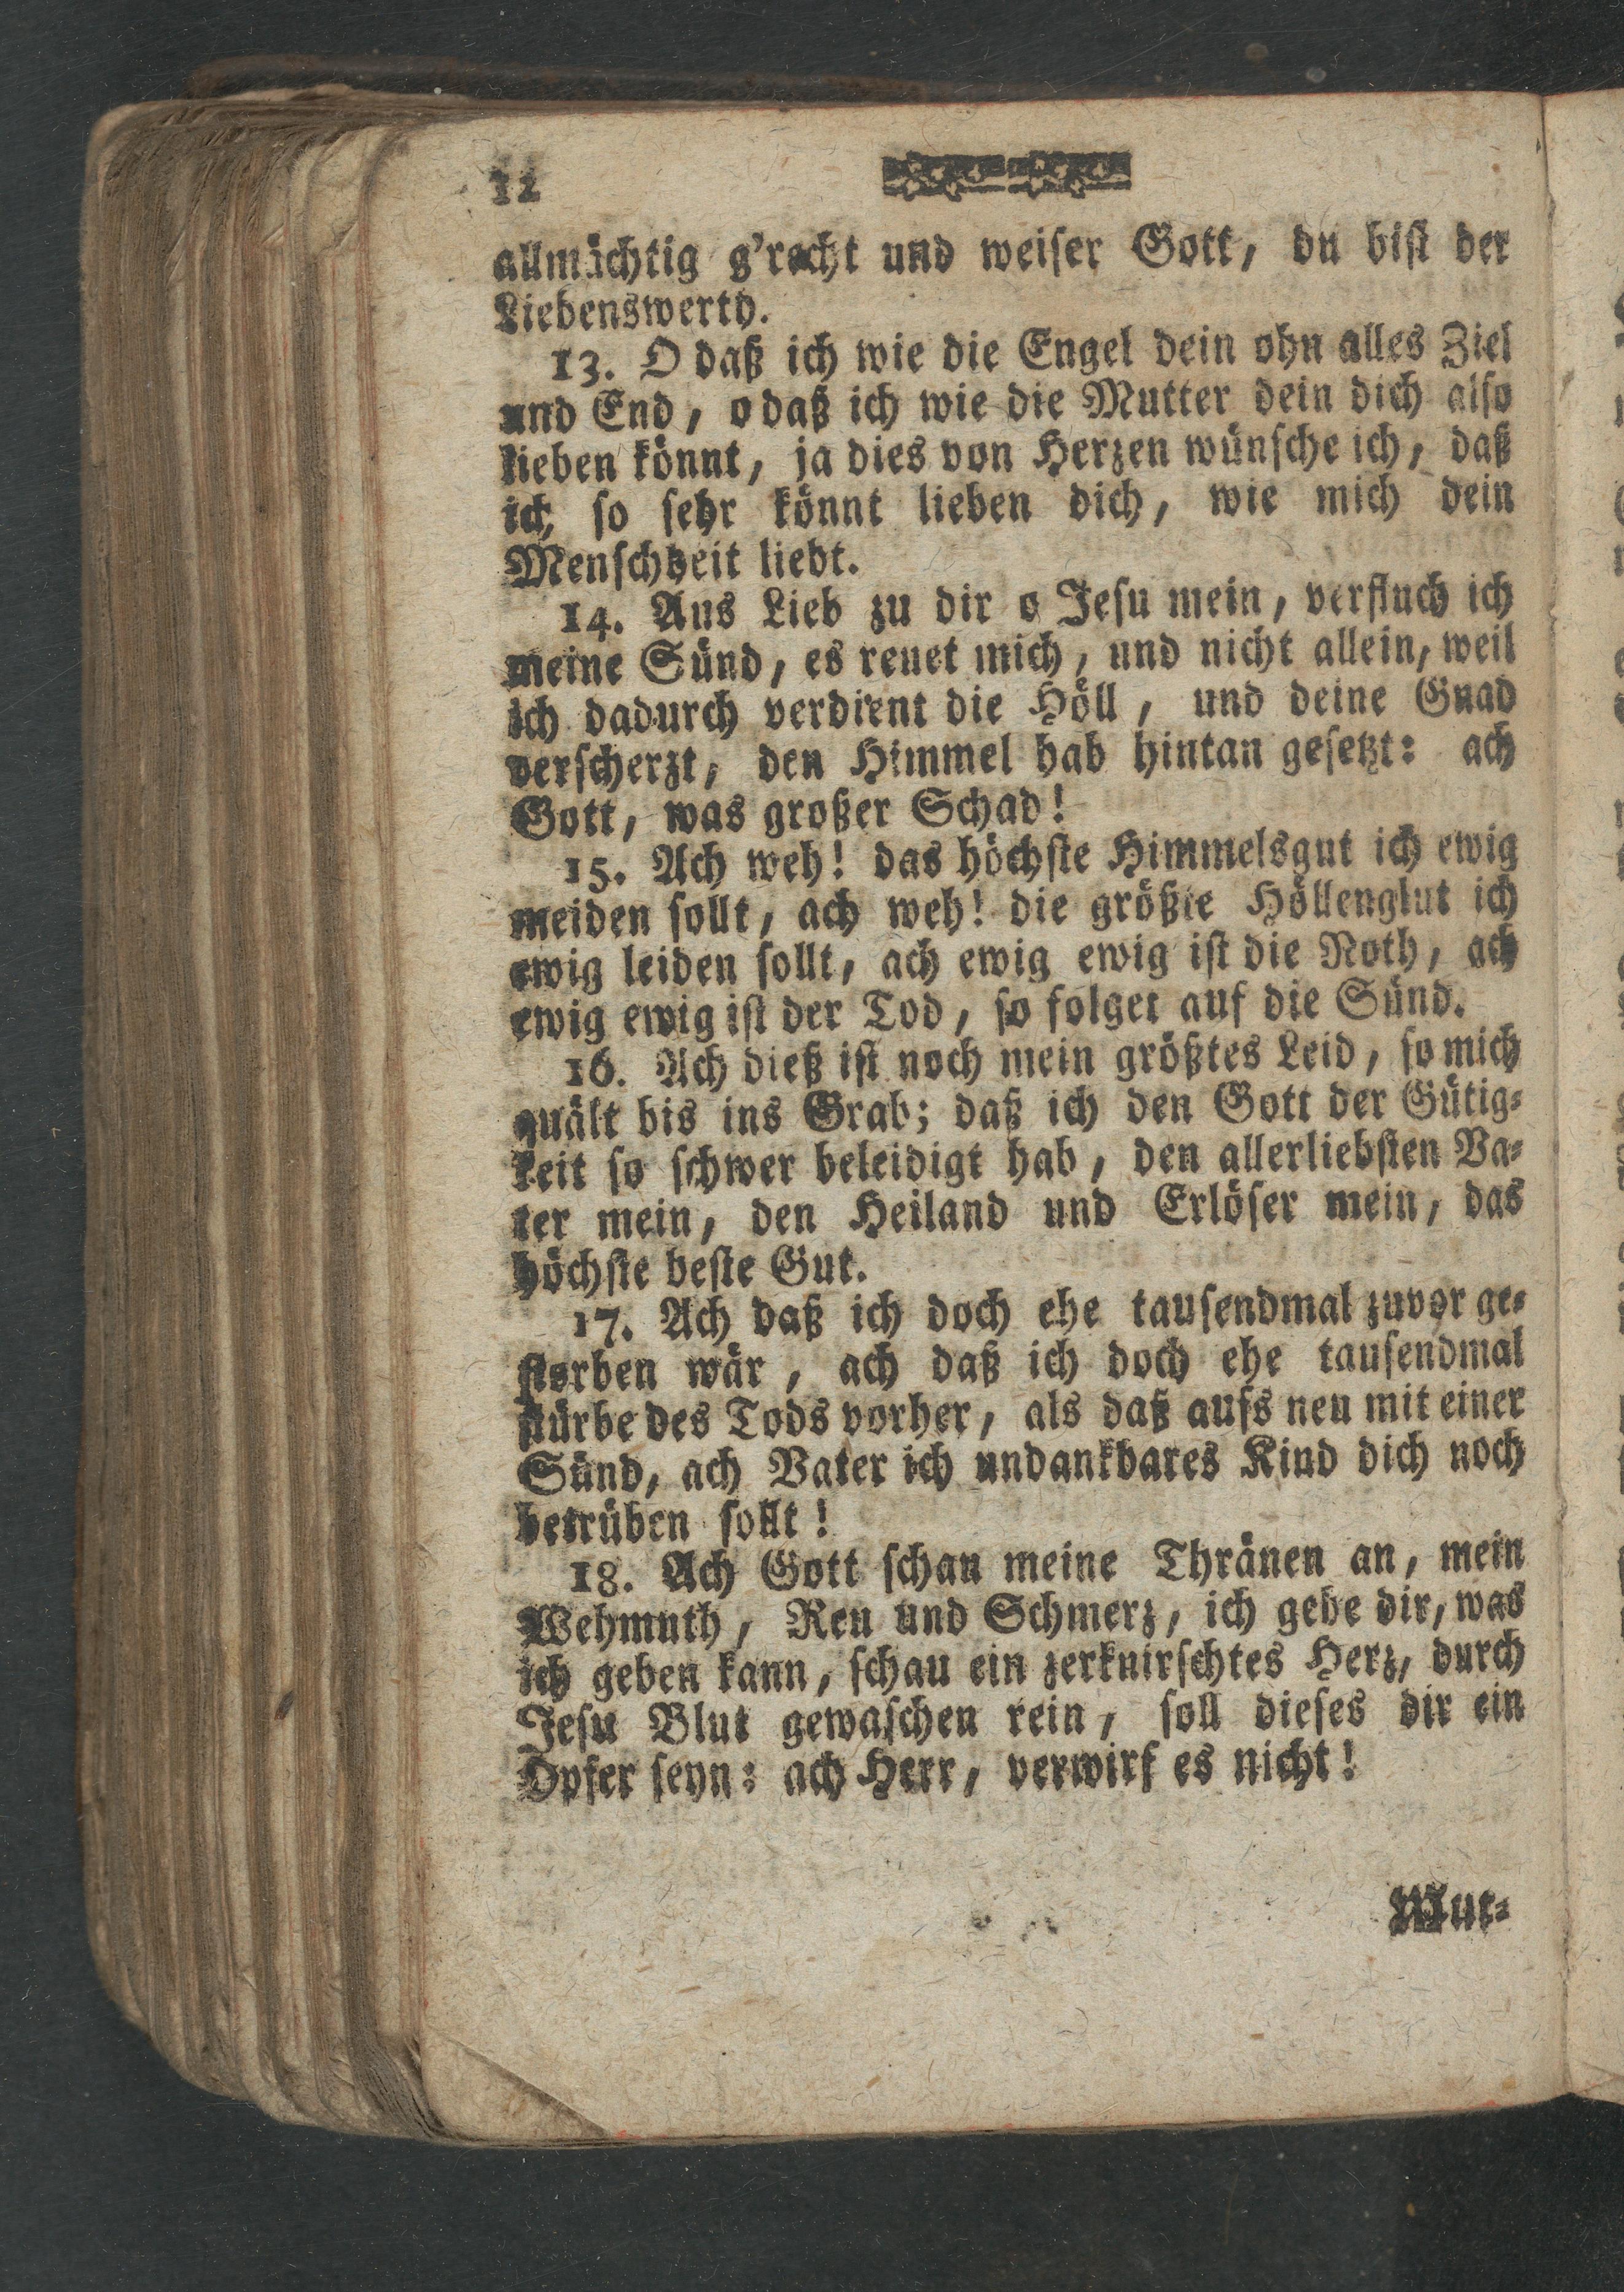 12
allmächtig g'recht und weiser Gott, du bist der
Liebenswerth.
13. O daß ich wie die Engel dein ohn alles Ziel
und End, o daß ich wie die Mutter dein dich also
lieben könnt, ja dies von Herzen wünsche ich, daß
ich so sehr könnt lieben dich, wie mich dein
Menschheit liebt.
14. Aus Lieb zu dir o Jesu mein, verfluch ich
meine Sünd, es reuet mich, und nicht allein, weil
ich dadurch verdient die Höll, und deine Gnad
verscherzt, den Himmel hab hintan gesetzt: ach
Gott, was großer Schad!
15. Ach weh! das höchste Himmelsgut ich ewig
meiden sollt, ach weh! die größte Höllenglut ich
ewig leiden sollt, ach ewig ewig ist die Noth, ach
ewig ewig ist der Tod, so folget auf die Sünd.
16. Ach dieß ist noch mein größtes Leid, so mich
quält bis ins Grab; daß ich den Gott der Gütig-
keit so schwer beleidigt hab, den allerliebsten Va-
ter mein, den Heiland und Erlöser mein, das
höchste beste Gut.
17. Ach daß ich doch ehe tausendmal zuvor ge-
storben wär, ach daß ich doch ehe tausendmal
stürbe des Tods vorher, als daß aufs neu mit einer
Sünd, ach Vater ich undankbares Kind dich noch
betrüben sollt!
18. Ach Gott schau meine Thränen an, mein
Wehmuth, Reu und Schmerz, ich gebe dir, was
ich geben kann, schau ein zerknirschtes Herz, durch
Jesu Blut gewaschen rein, soll dieses dir ein
Opfer seyn: ach Herr, verwirf es nicht!
Mut-